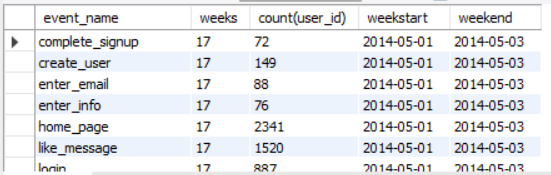 event_name weeks count(user_id) weekstart weekend
complete_signup 17 72 2014-05-01 2014-05-03
create_user 17 149 2014-05-01 2014-05-03
enter_email 17 88 2014-05-01 2014-05-03
enter_info 17 76 2014-05-01 2014-05-03
home_page 17 2341 2014-05-01 2014-05-03
like_message 17 1520 2014-05-01 2014-05-03
login 17 887 2014-05-01 2014-05-03